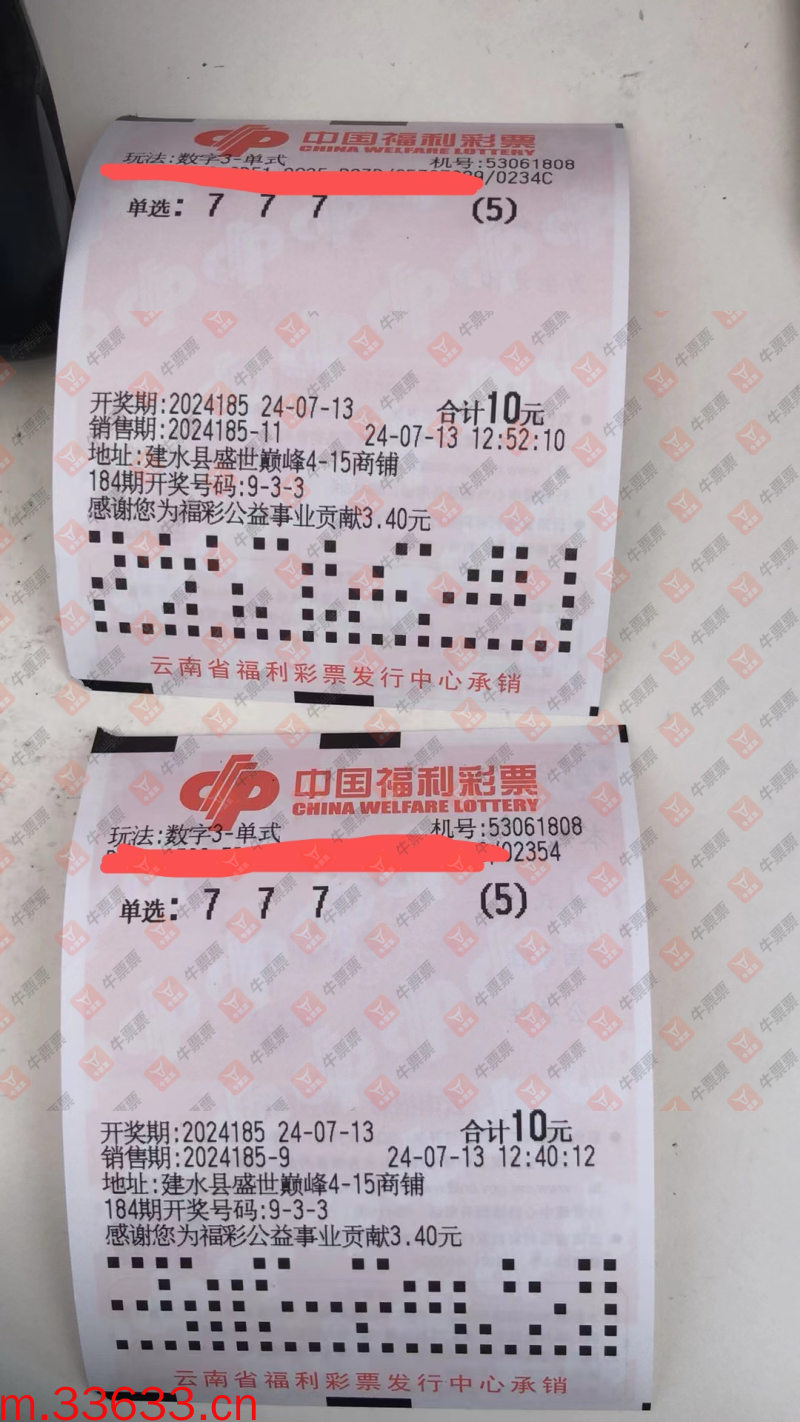 中国福利彩票
CHINA WELFARE LOTTERY
玩法:数字3-单式 机号:53061808
/0234C
单选: 7 7 7 (5)
开奖期:2024185 24-07-13 合计10元
销售期:2024185-11 24-07-13 12:52:10
地址:建水县盛世巅峰4-15商铺
184期开奖号码:9-3-3
感谢您为福彩公益事业贡献3.40元
云南省福利彩票发行中心承销
中国福利彩票
CHINA WELFARE LOTTERY
玩法:数字3-单式 机号:53061808
/02354
单选: 7 7 7 (5)
开奖期:2024185 24-07-13 合计10元
销售期:2024185-9 24-07-13 12:40:12
地址:建水县盛世巅峰4-15商铺
184期开奖号码:9-3-3
感谢您为福彩公益事业贡献3.40元
云南省福利彩票发行中心承销
m.33633.cn
牛票票